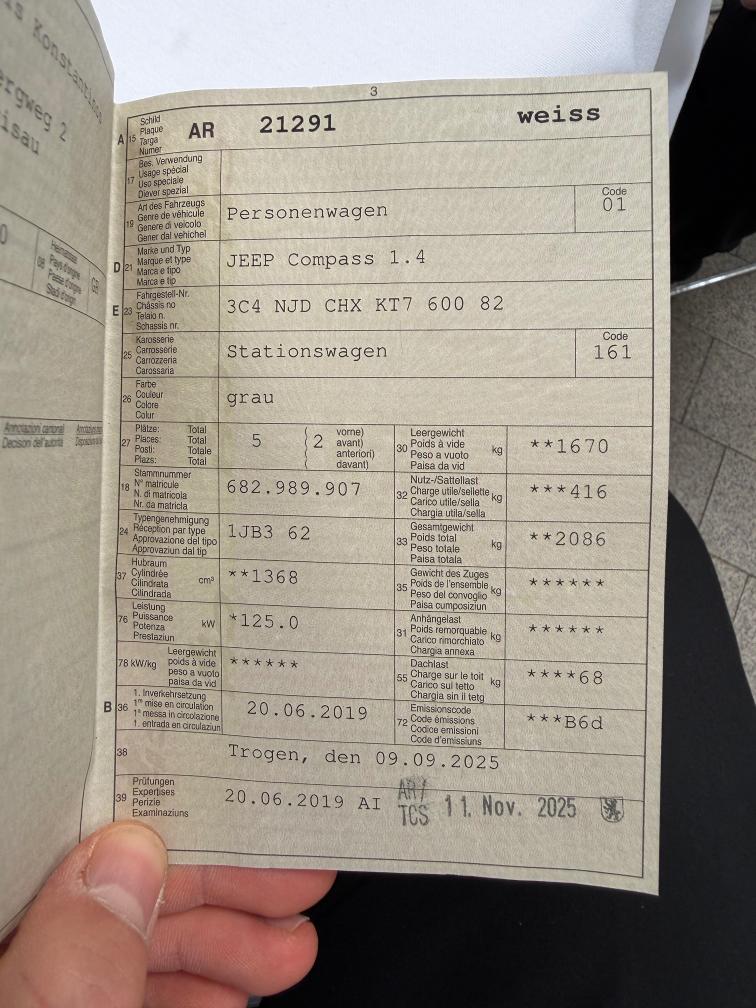 Konstantinos
ergweg 2
isau
3
A 15 Schild
Plaque
Targa
Numer
AR 21291 weiss
17 Bes. Verwendung
Usage spécial
Uso speciale
Diever spezial
19 Art des Fahrzeugs
Genre de véhicule
Genere di veicolo
Gener dal vehichel
Personenwagen
Code
01
D 21 Marke und Typ
Marque et type
Marca e tipo
Marca e tip
JEEP Compass 1.4
E 23 Fahrgestell-Nr.
Châssis no
Telaio n.
Schassis nr.
3C4 NJD CHX KT7 600 82
25 Karosserie
Carrosserie
Carrozzeria
Carossaria
Stationswagen
Code
161
26 Farbe
Couleur
Colore
Colur
grau
27 Plätze: Total
Places: Total
Posti: Totale
Plazs: Total
5 ( 2 vorne)
avant)
anteriori)
davant)
30 Leergewicht
Poids à vide
Peso a vuoto
Paisa da vid
kg
**1670
18 Stammnummer
N° matricule
N. di matricola
Nr. da matricla
682.989.907
32 Nutz-/Sattellast
Charge utile/sellette
Carico utile/sella
Chargia utila/sella
kg
***416
24 Typengenehmigung
Réception par type
Approvazione del tipo
Approvaziun dal tip
1JB3 62
33 Gesamtgewicht
Poids total
Peso totale
Paisa totala
kg
**2086
37 Hubraum
Cylindrée
Cilindrata
Cilindrada
cm³
**1368
35 Gewicht des Zuges
Poids de l'ensemble
Peso del convoglio
Paisa cumposiziun
kg
******
76 Leistung
Puissance
Potenza
Prestaziun
kW
*125.0
31 Anhängelast
Poids remorquable
Carico rimorchiato
Chargia annexa
kg
******
78 kW/kg Leergewicht
poids à vide
peso a vuoto
paisa da vid
******
55 Dachlast
Charge sur le toit
Carico sul tetto
Chargia sin il tetg
kg
****68
B 36 1. Inverkehrsetzung
1re mise en circulation
1a messa in circolazione
1. entrada en circulaziun
20.06.2019
72 Emissionscode
Code émissions
Codice emissioni
Code d'emissiuns
***B6d
38 Trogen, den 09.09.2025
39 Prüfungen
Expertises
Perizie
Examinaziuns
20.06.2019 AI
AR/
TCS 11. Nov. 2025